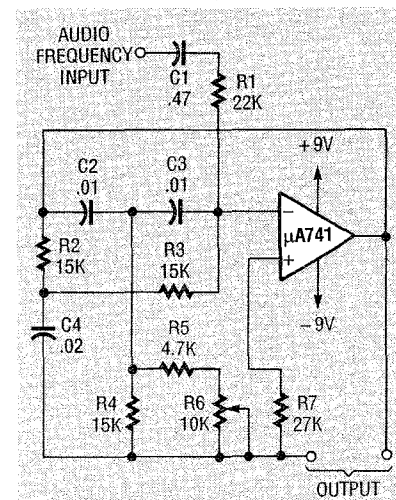 AUDIO
FREQUENCY
INPUT
C1
.47
R1
22K
C2
.01
C3
.01
+9V
R2
15K
R3
15K
−
+
µA741
C4
.02
R5
4.7K
−9V
R4
15K
R6
10K
R7
27K
OUTPUT